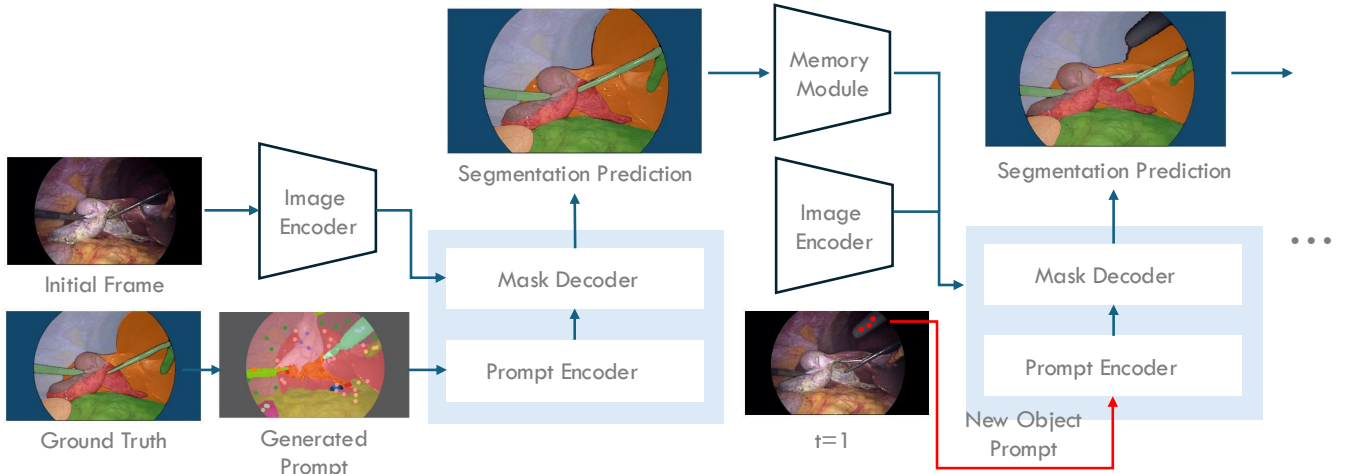 Image
Encoder
Initial Frame
Ground Truth
Generated
Prompt
Segmentation Prediction
Mask Decoder
Prompt Encoder
Memory
Module
Image
Encoder
t=1
New Object
Prompt
Segmentation Prediction
Mask Decoder
Prompt Encoder
...